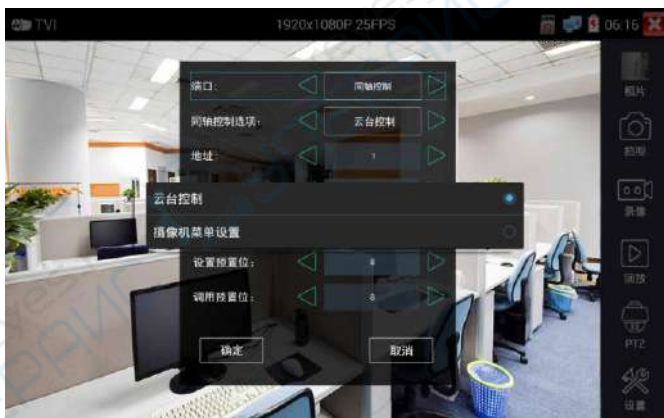 TVI 1920x1080P 25FPS 06:16
端口： 同轴控制
同轴控制选项： 云台控制
地址 1
云台控制
摄像机菜单设置
设置预置位： 8
调用预置位： 8
确定 取消
相片
拍照
录像
回放
PTZ
设置